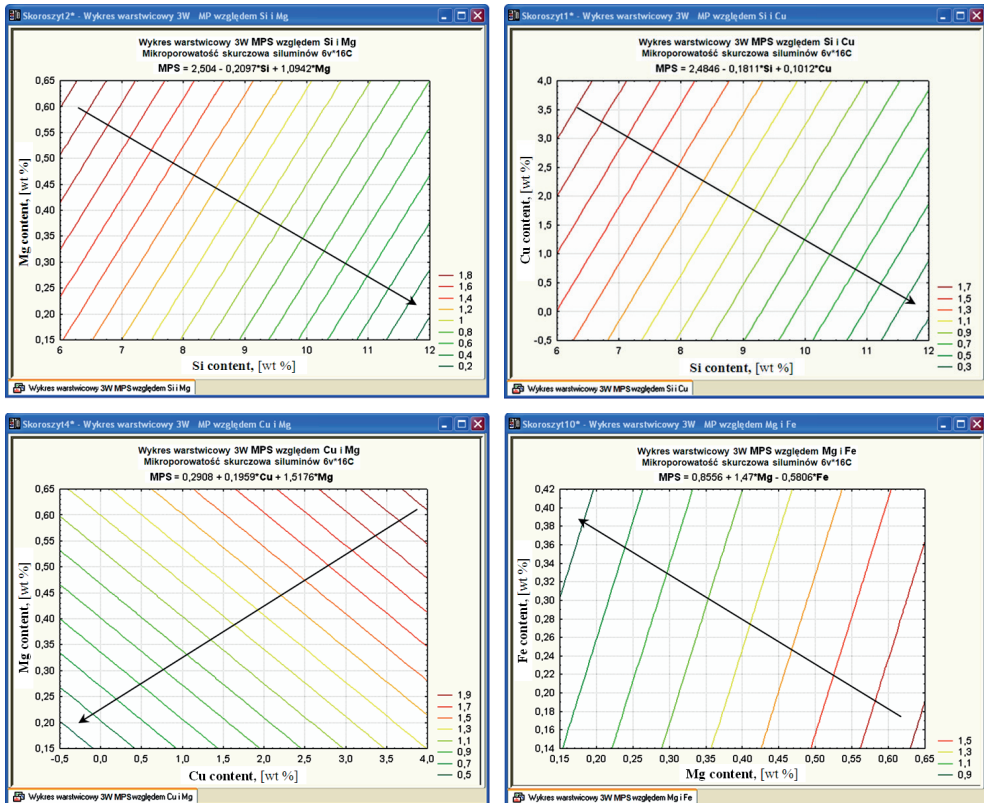 Skoroszyt2* - Wykres warstwicowy 3W MP względem Si i Mg
Wykres warstwicowy 3W MPS względem Si i Mg
Mikroporowatość skurczowa siluminów 6v*16C
MPS = 2,504 - 0,2097*Si + 1,0942*Mg
0,65
0,60
0,55
0,50
0,45
0,40
0,35
0,30
0,25
0,20
0,15
Mg content, [wt %]
6 7 8 9 10 11 12
Si content, [wt %]
1,8
1,6
1,4
1,2
1
0,8
0,6
0,4
0,2
Wykres warstwicowy 3W MPS względem Si i Mg
Skoroszyt1* - Wykres warstwicowy 3W MP względem Si i Cu
Wykres warstwicowy 3W MPS względem Si i Cu
Mikroporowatość skurczowa siluminów 6v*16C
MPS = 2,4846 - 0,1811*Si + 0,1012*Cu
4,0
3,5
3,0
2,5
2,0
1,5
1,0
0,5
0,0
-0,5
Cu content, [wt %]
6 7 8 9 10 11 12
Si content, [wt %]
1,7
1,5
1,3
1,1
0,9
0,7
0,5
0,3
Wykres warstwicowy 3W MPS względem Si i Cu
Skoroszyt4* - Wykres warstwicowy 3W MP względem Cu i Mg
Wykres warstwicowy 3W MPS względem Cu i Mg
Mikroporowatość skurczowa siluminów 6v*16C
MPS = 0,2908 + 0,1959*Cu + 1,5176*Mg
0,65
0,60
0,55
0,50
0,45
0,40
0,35
0,30
0,25
0,20
0,15
Mg content, [wt %]
-0,5 0,0 0,5 1,0 1,5 2,0 2,5 3,0 3,5 4,0
Cu content, [wt %]
1,9
1,7
1,5
1,3
1,1
0,9
0,7
0,5
Wykres warstwicowy 3W MPS względem Cu i Mg
Skoroszyt10* - Wykres warstwicowy 3W MP względem Mg i Fe
Wykres warstwicowy 3W MPS względem Mg i Fe
Mikroporowatość skurczowa siluminów 6v*16C
MPS = 0,8556 + 1,47*Mg - 0,5806*Fe
0,42
0,40
0,38
0,36
0,34
0,32
0,30
0,28
0,26
0,24
0,22
0,20
0,18
0,16
0,14
Fe content, [wt %]
0,15 0,20 0,25 0,30 0,35 0,40 0,45 0,50 0,55 0,60 0,65
Mg content, [wt %]
1,5
1,3
1,1
0,9
Wykres warstwicowy 3W MPS względem Mg i Fe